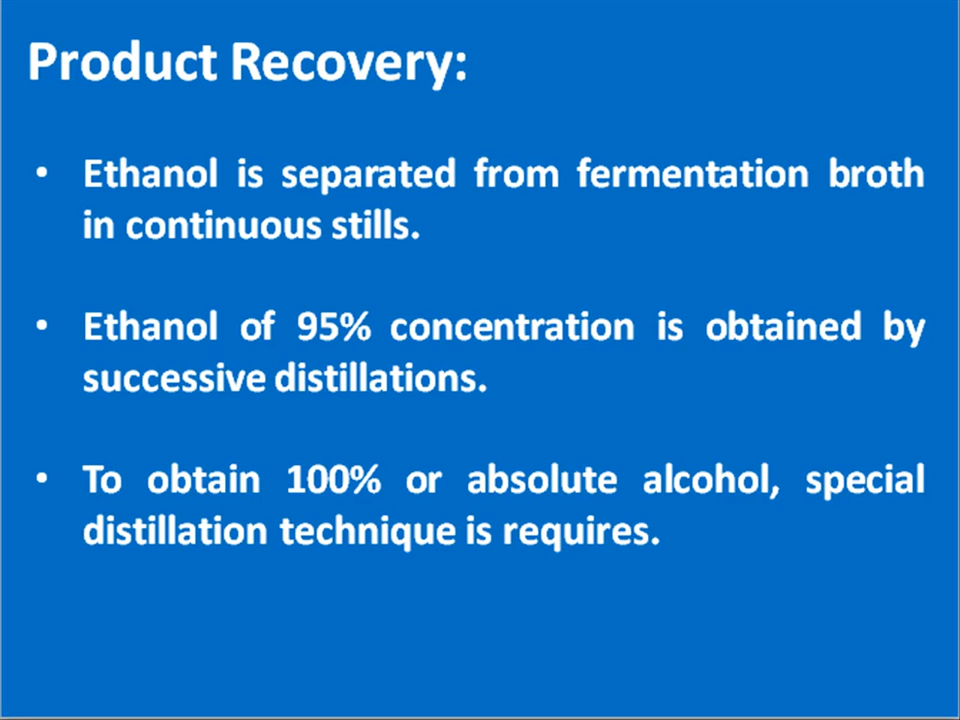 Product Recovery:
• Ethanol is separated from fermentation broth
in continuous stills.
• Ethanol of 95% concentration is obtained by
successive distillations.
• To obtain 100% or absolute alcohol, special
distillation technique is requires.